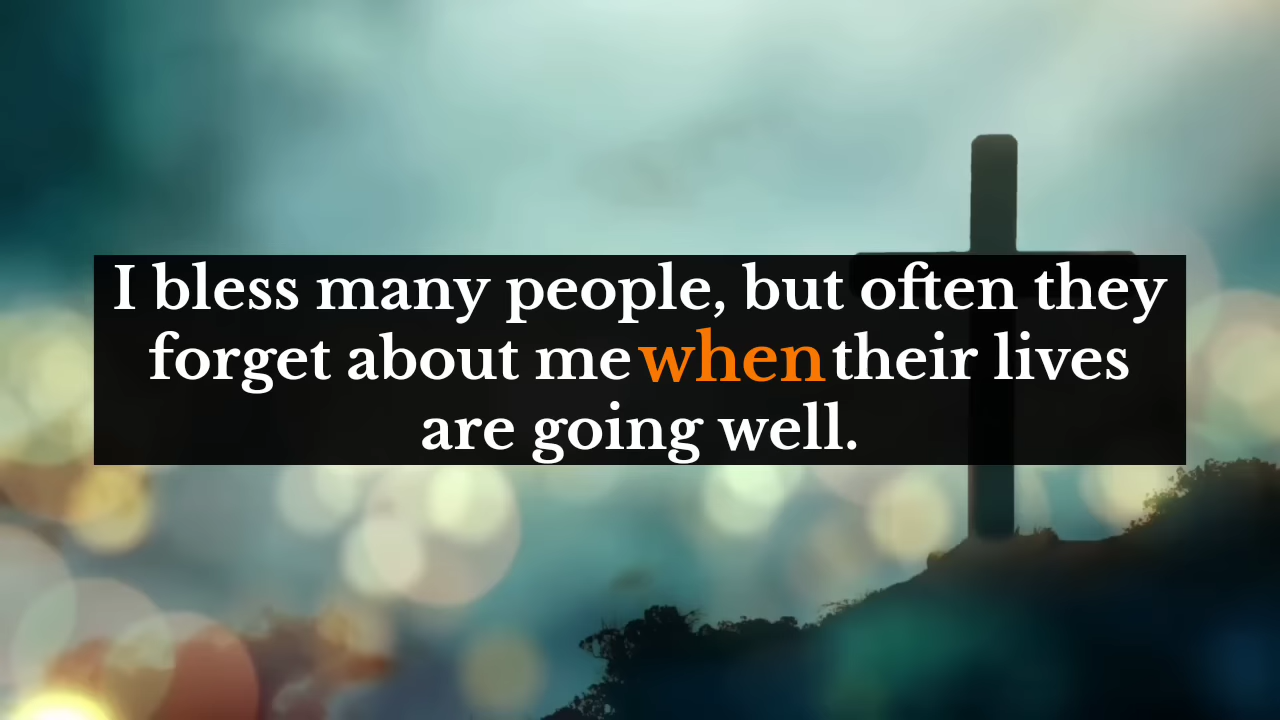 I bless many people, but often they
forget about me when their lives
are going well.